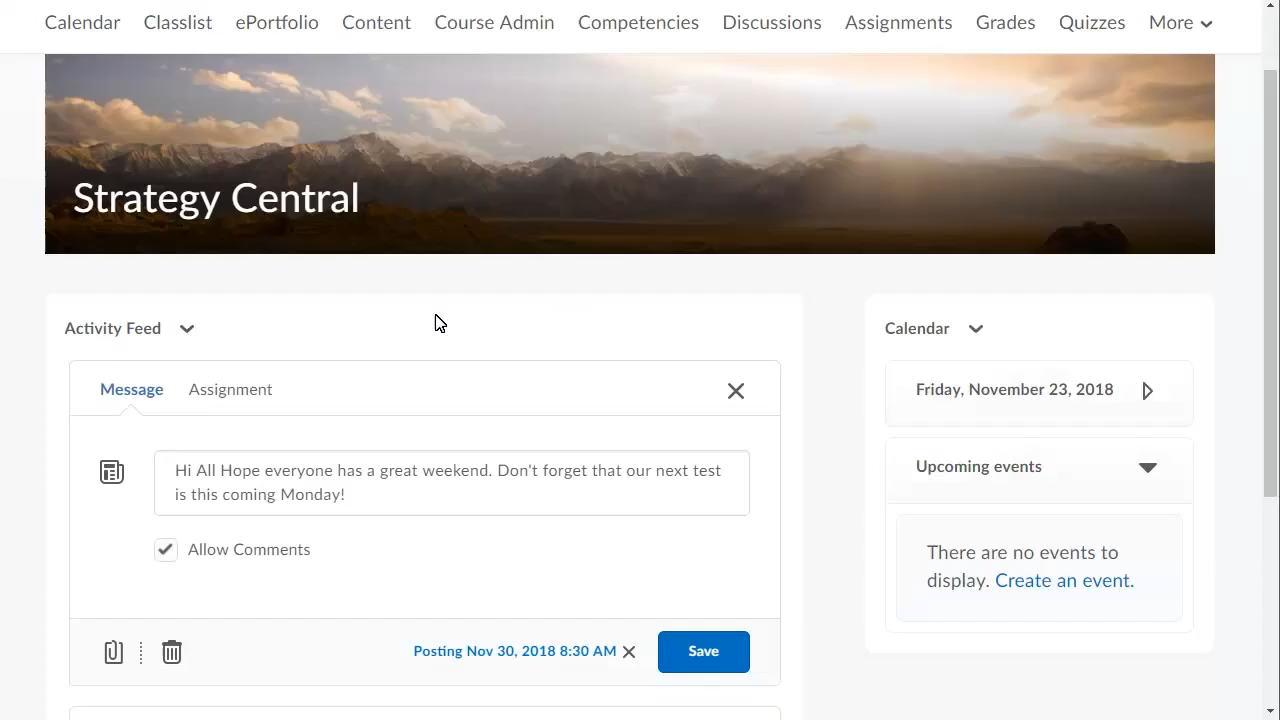 Calendar Classlist ePortfolio Content Course Admin Competencies Discussions Assignments Grades Quizzes More
Strategy Central
Activity Feed
Message Assignment
Hi All Hope everyone has a great weekend. Don't forget that our next test
is this coming Monday!
Allow Comments
Posting Nov 30, 2018 8:30 AM
Save
Calendar
Friday, November 23, 2018
Upcoming events
There are no events to
display. Create an event.